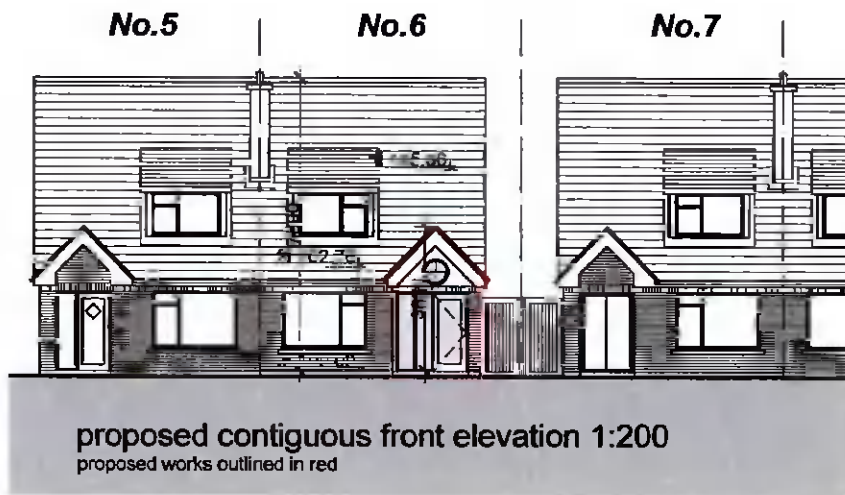 No.5 No.6 No.7
proposed contiguous front elevation 1:200
proposed works outlined in red